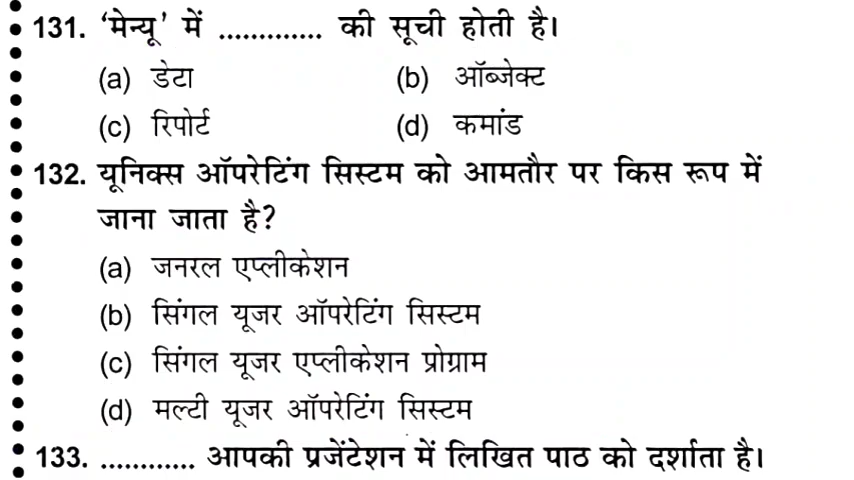 131. 'मेन्यू' में ............. की सूची होती है।
(a) डेटा (b) ऑब्जेक्ट
(c) रिपोर्ट (d) कमांड
132. यूनिक्स ऑपरेटिंग सिस्टम को आमतौर पर किस रूप में
जाना जाता है?
(a) जनरल एप्लीकेशन
(b) सिंगल यूजर ऑपरेटिंग सिस्टम
(c) सिंगल यूजर एप्लीकेशन प्रोग्राम
(d) मल्टी यूजर ऑपरेटिंग सिस्टम
133. ............ आपकी प्रजेंटेशन में लिखित पाठ को दर्शाता है।